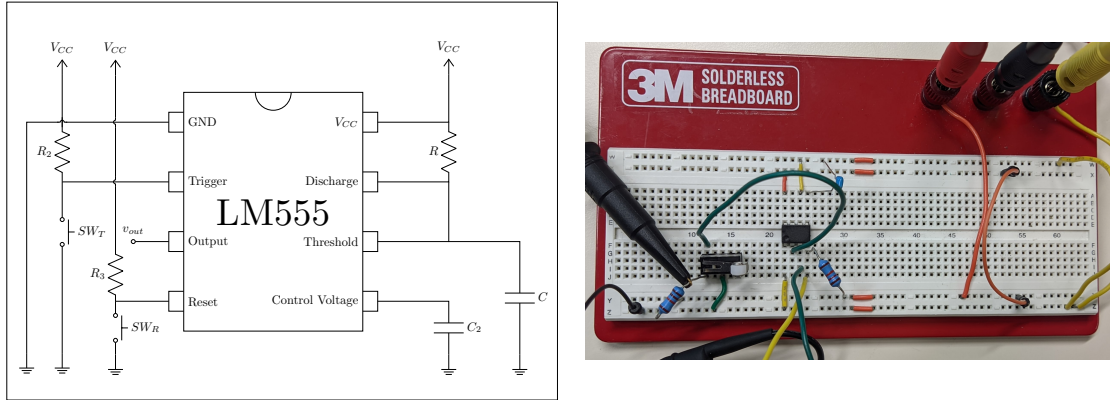 V_CC V_CC V_CC
GND V_CC
R_2 R
Trigger Discharge
LM555
SW_T v_out Output Threshold
R_3
Reset Control Voltage
C
SW_R C_2
3M SOLDERLESS
BREADBOARD
10 15 20 25 30 35 40 45 50 55 60